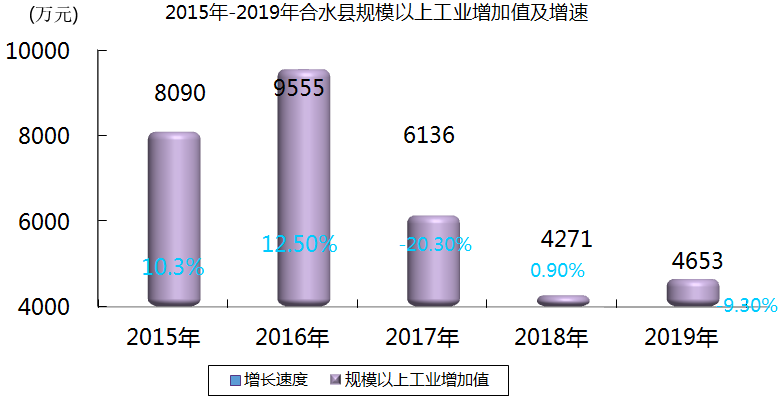 (万元)
2015年-2019年合水县规模以上工业增加值及增速
10000
8000
6000
4000
8090
9555
6136
4271
4653
10.3%
12.50%
-20.30%
0.90%
-9.30%
2015年
2016年
2017年
2018年
2019年
增长速度
规模以上工业增加值